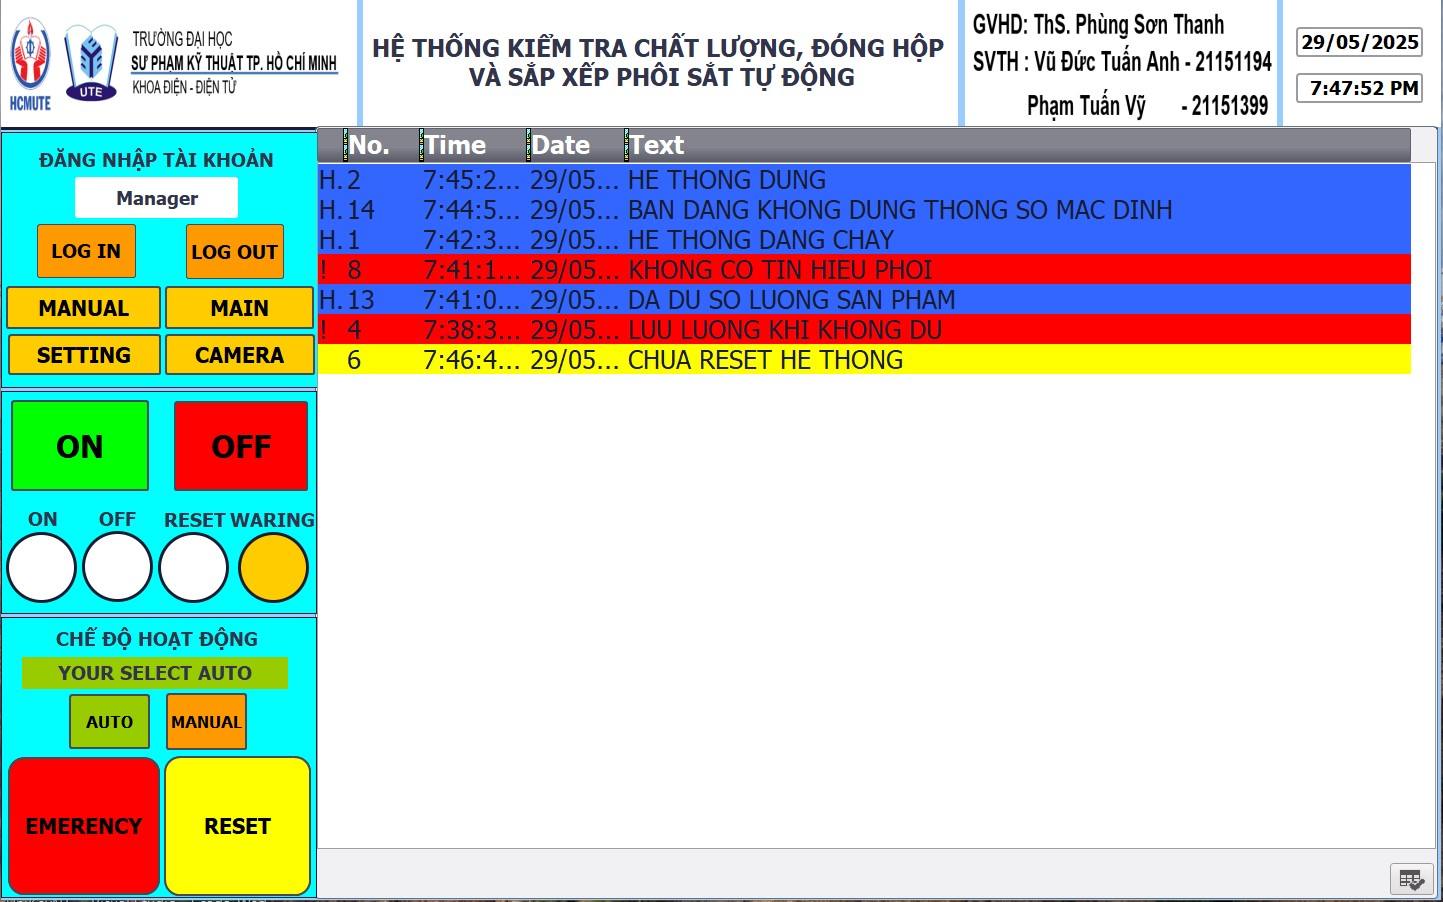 HCMUTE
UTE
TRƯỜNG ĐẠI HỌC
SƯ PHẠM KỸ THUẬT TP. HỒ CHÍ MINH
KHOA ĐIỆN - ĐIỆN TỬ
HỆ THỐNG KIỂM TRA CHẤT LƯỢNG, ĐÓNG HỘP
VÀ SẮP XẾP PHÔI SẮT TỰ ĐỘNG
GVHD: ThS. Phùng Sơn Thanh
SVTH : Vũ Đức Tuấn Anh - 21151194
Phạm Tuấn Vỹ - 21151399
29/05/2025
7:47:52 PM
ĐĂNG NHẬP TÀI KHOẢN
Manager
LOG IN LOG OUT
MANUAL MAIN
SETTING CAMERA
ON OFF
ON OFF RESET WARING
CHẾ ĐỘ HOẠT ĐỘNG
YOUR SELECT AUTO
AUTO MANUAL
EMERENCY RESET
No. Time Date Text
H. 2 7:45:2... 29/05... HE THONG DUNG
H. 14 7:44:5... 29/05... BAN DANG KHONG DUNG THONG SO MAC DINH
H. 1 7:42:3... 29/05... HE THONG DANG CHAY
! 8 7:41:1... 29/05... KHONG CO TIN HIEU PHOI
H. 13 7:41:0... 29/05... DA DU SO LUONG SAN PHAM
! 4 7:38:3... 29/05... LUU LUONG KHI KHONG DU
6 7:46:4... 29/05... CHUA RESET HE THONG